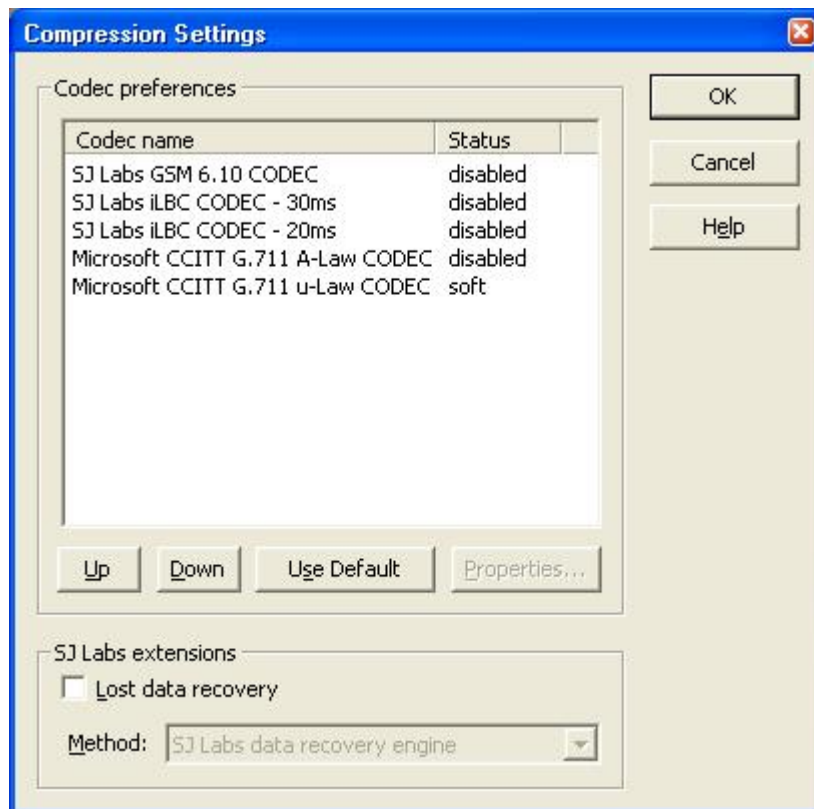 Compression Settings
Codec preferences
Codec name Status
SJ Labs GSM 6.10 CODEC disabled
SJ Labs iLBC CODEC - 30ms disabled
SJ Labs iLBC CODEC - 20ms disabled
Microsoft CCITT G.711 A-Law CODEC disabled
Microsoft CCITT G.711 u-Law CODEC soft
Up Down Use Default Properties...
SJ Labs extensions
Lost data recovery
Method: SJ Labs data recovery engine
OK
Cancel
Help